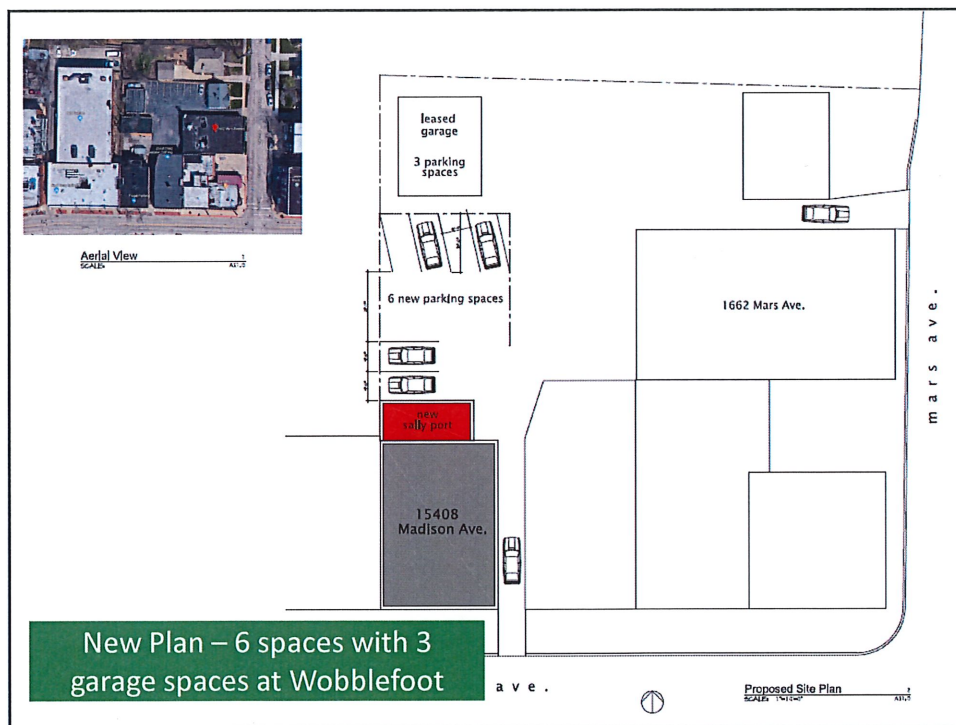 leased
garage
3 parking
spaces
Aerial View
SCALE:
6 new parking spaces
1662 Mars Ave.
mars ave.
new
sally port
15408
Madison Ave.
New Plan – 6 spaces with 3
garage spaces at Wobblefoot
ave.
Proposed Site Plan